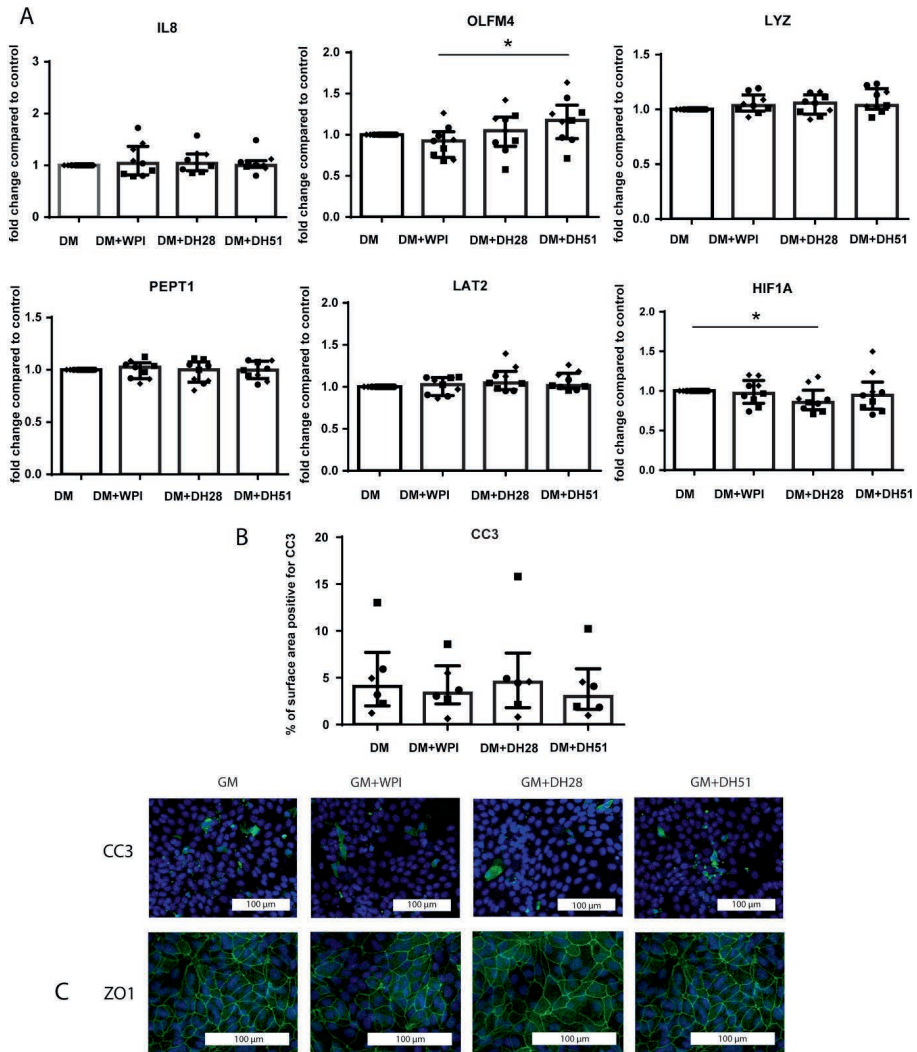 A
IL8
fold change compared to control
3
2
1
0
DM DM+WPI DM+DH28 DM+DH51
OLFM4
fold change compared to control
2.0
1.5
1.0
0.5
0.0
*
DM DM+WPI DM+DH28 DM+DH51
LYZ
fold change compared to control
1.5
1.0
0.5
0.0
DM DM+WPI DM+DH28 DM+DH51
PEPT1
fold change compared to control
1.5
1.0
0.5
0.0
DM DM+WPI DM+DH28 DM+DH51
LAT2
fold change compared to control
2.0
1.5
1.0
0.5
0.0
DM DM+WPI DM+DH28 DM+DH51
HIF1A
fold change compared to control
2.0
1.5
1.0
0.5
0.0
*
DM DM+WPI DM+DH28 DM+DH51
B
CC3
% of surface area positive for CC3
20
15
10
5
0
DM DM+WPI DM+DH28 DM+DH51
GM GM+WPI GM+DH28 GM+DH51
CC3
100 µm 100 µm 100 µm 100 µm
C ZO1
100 µm 100 µm 100 µm 100 µm